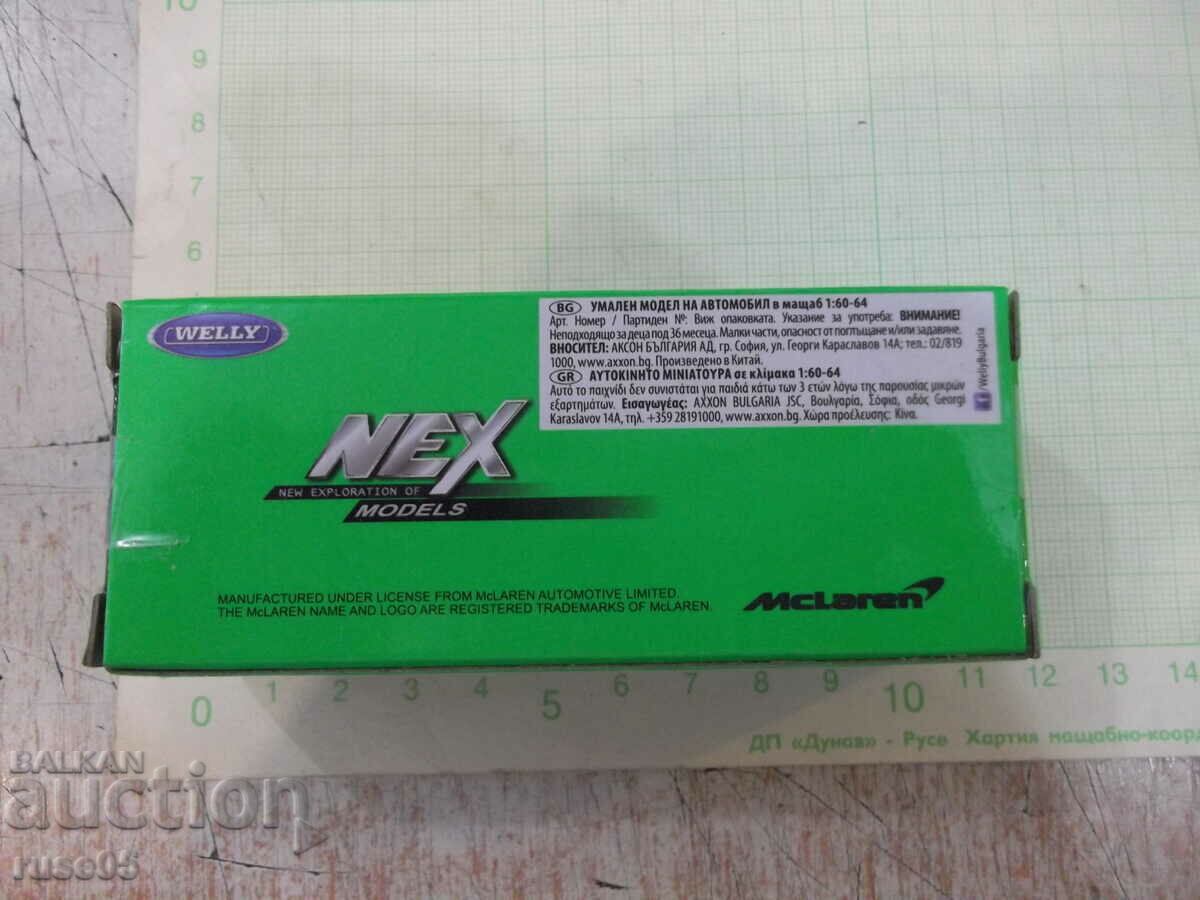 10
9
8
7
6
WELLY
BG УМАЛЕН МОДЕЛ НА АВТОМОБИЛ в мащаб 1:60-64
Арт. Номер / Партиден №: Виж опаковката. Указание за употреба: ВНИМАНИЕ!
Неподходящо за деца под 36 месеца. Малки части, опасност от поглъщане и/или задавяне.
ВНОСИТЕЛ: АКСОН БЪЛГАРИЯ АД, гр. София, ул. Георги Караславов 14А; тел.: 02/819
1000, www.axxon.bg. Произведено в Китай.
GR ΑΥΤΟΚΙΝΗΤΟ ΜΙΝΙΑΤΟΥΡΑ σε κλίμακα 1:60-64
Αυτό το παιχνίδι δεν συνιστάται για παιδιά κάτω των 3 ετών λόγω της παρουσίας μικρών
εξαρτημάτων. Εισαγωγέας: AXXON BULGARIA JSC, Βουλγαρία, Σόφια, οδός Georgi
Karaslavov 14A, τηλ. +359 28191000, www.axxon.bg. Χώρα προέλευσης: Κίνα.
/WellyBulgaria
NEX
NEW EXPLORATION OF
MODELS
MANUFACTURED UNDER LICENSE FROM McLAREN AUTOMOTIVE LIMITED.
THE McLAREN NAME AND LOGO ARE REGISTERED TRADEMARKS OF McLAREN.
McLaren
0 1 2 3 4 5 6 7 8 9 10 11 12 13 14
ДП «Дунав» - Русе Хартия мащабно-коорд
BALKAN
auction
ruse05